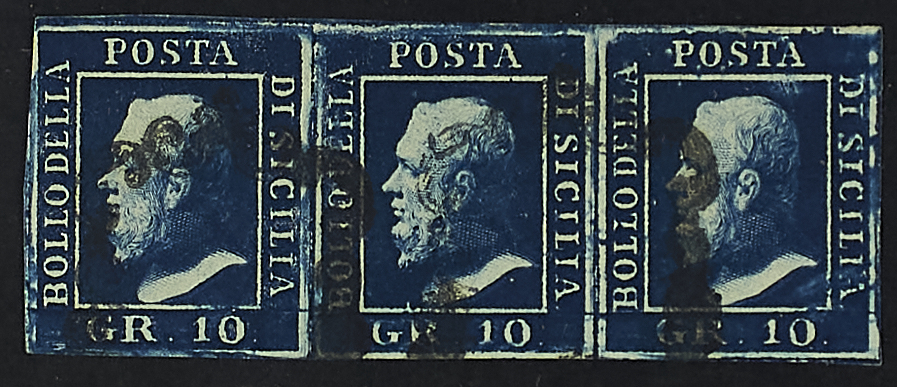 POSTA
BOLLO DELLA
DI SICILIA
GR. 10.
POSTA
BOLLO DELLA
DI SICILIA
GR. 10.
POSTA
BOLLO DELLA
DI SICILIA
GR. 10.